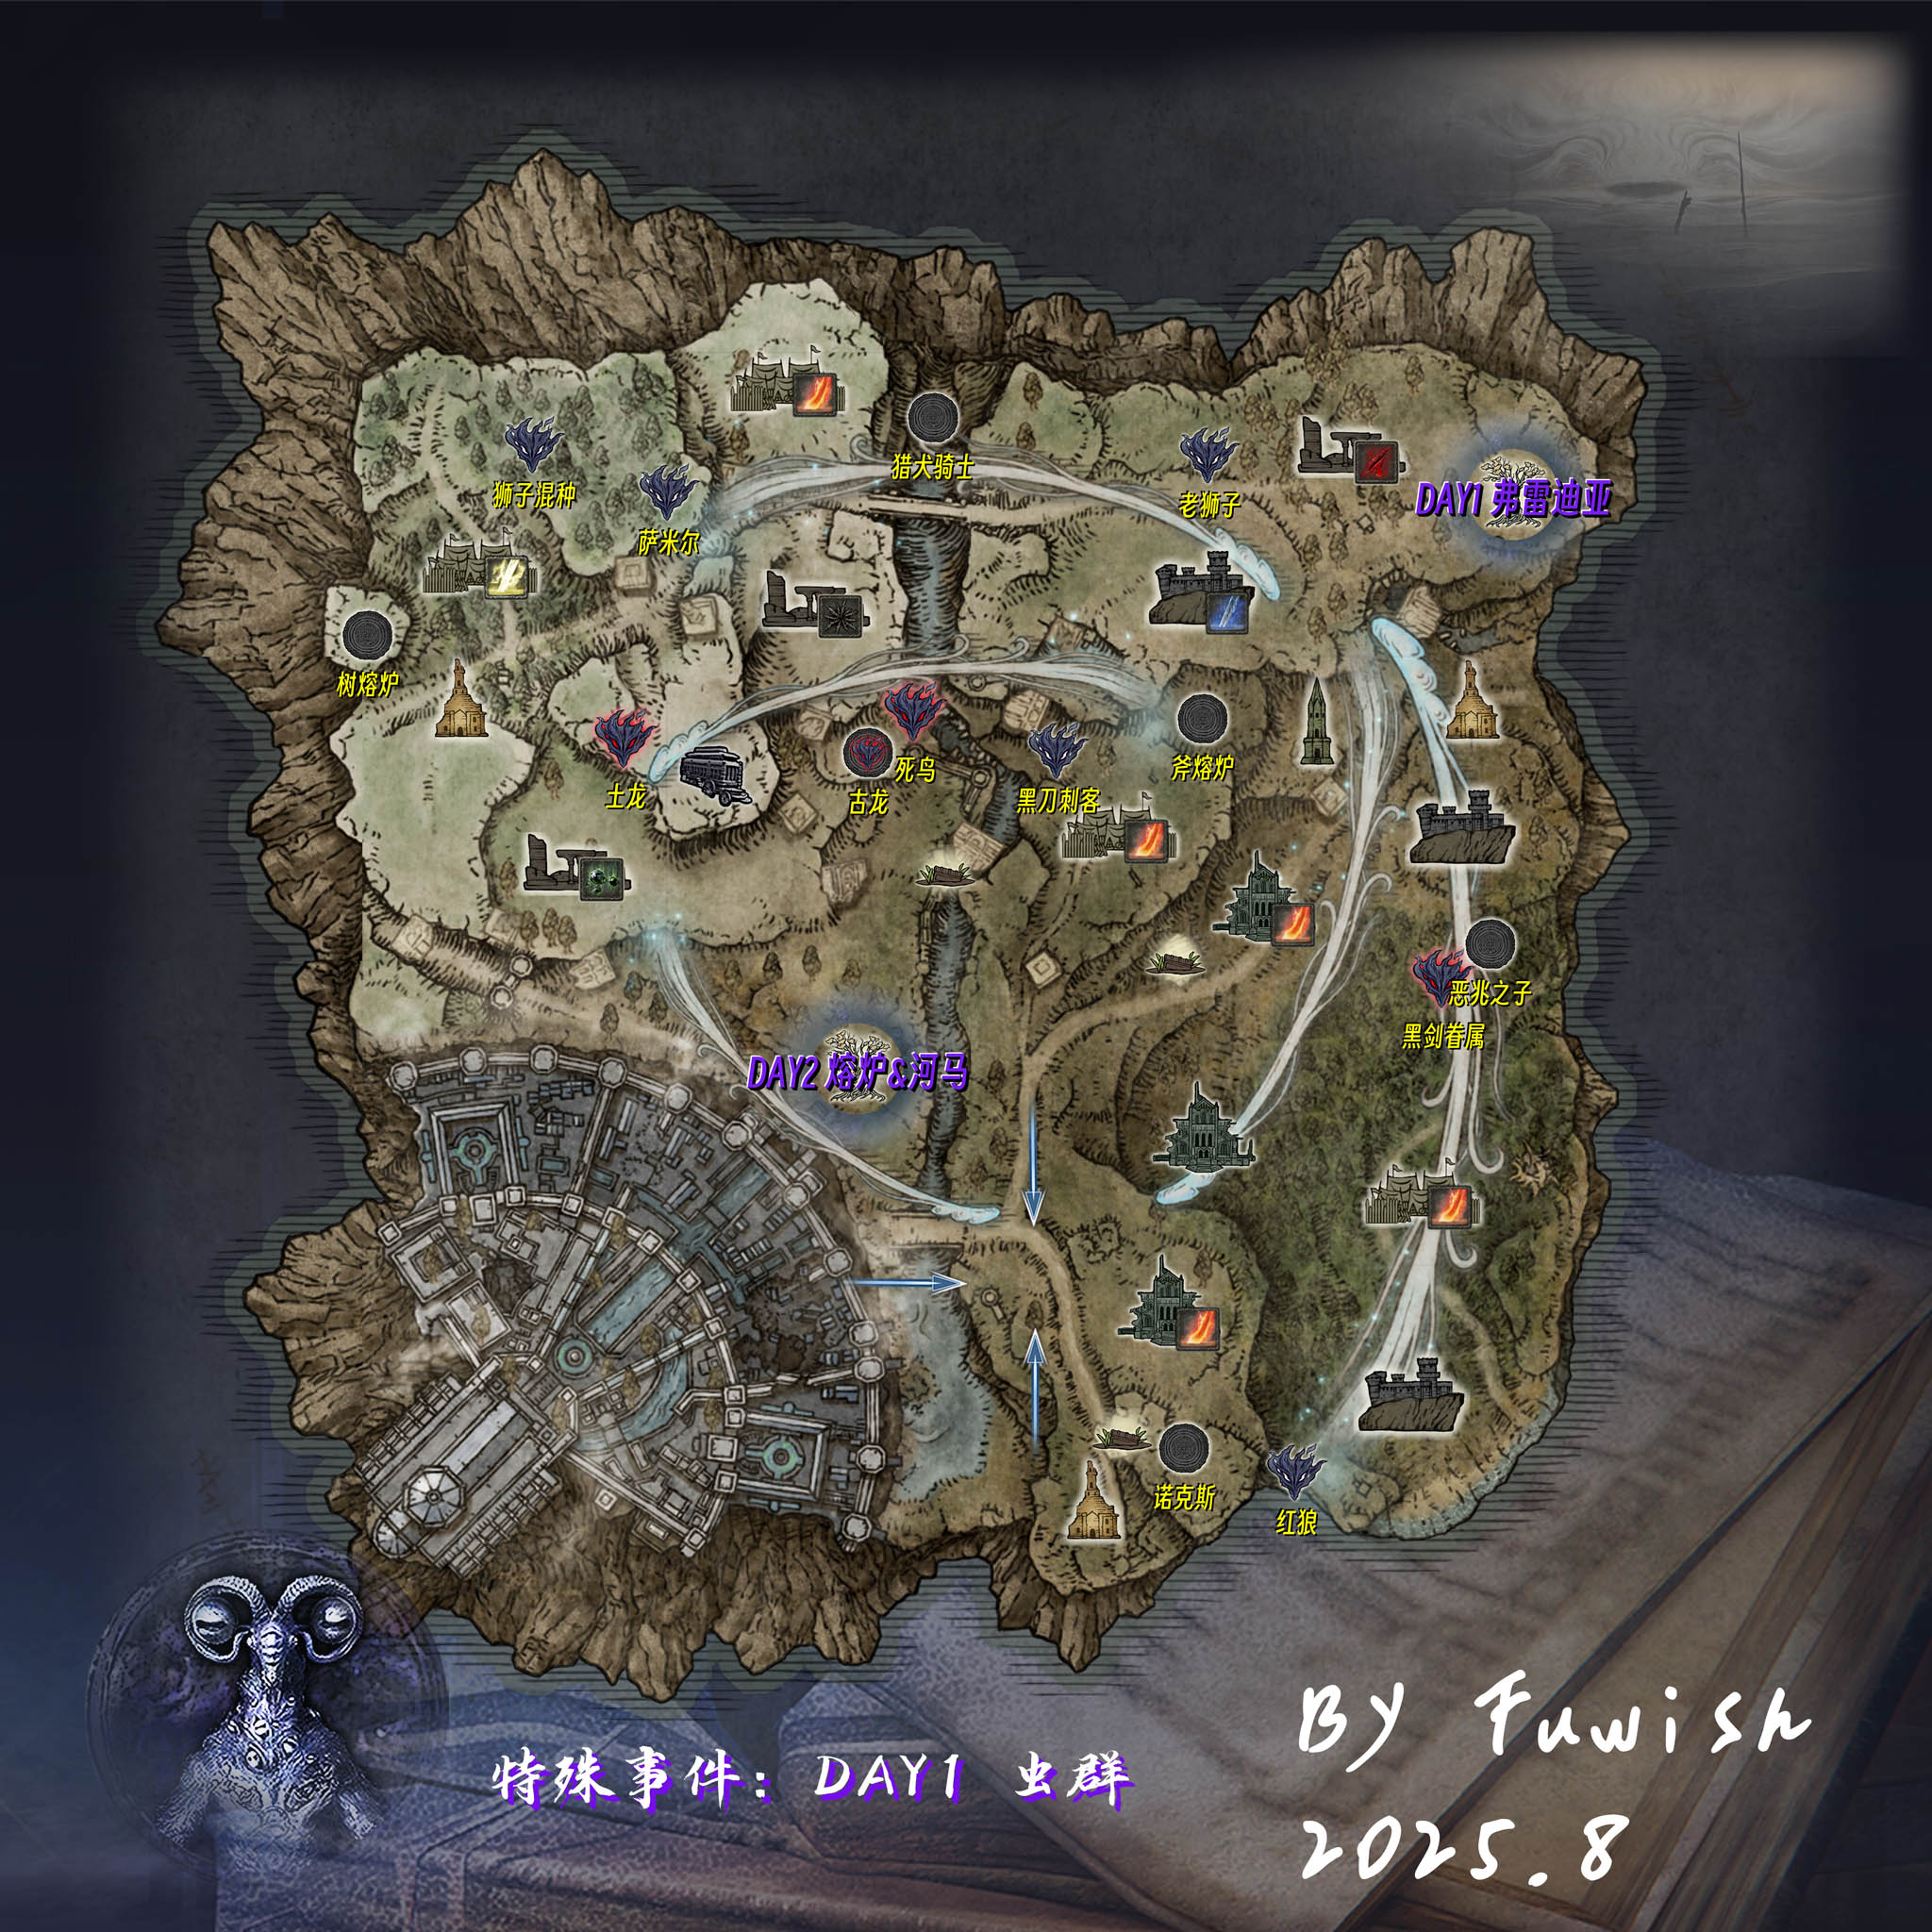 猎犬骑士
狮子混种
老狮子
DAY1 弗雷迪亚
萨米尔
树熔炉
土龙
死鸟
古龙
黑刀刺客
斧熔炉
恶兆之子
黑剑眷属
DAY2 熔炉&河马
诺克斯
红狼
特殊事件：DAY1 虫群
BY Fuwish
2025.8